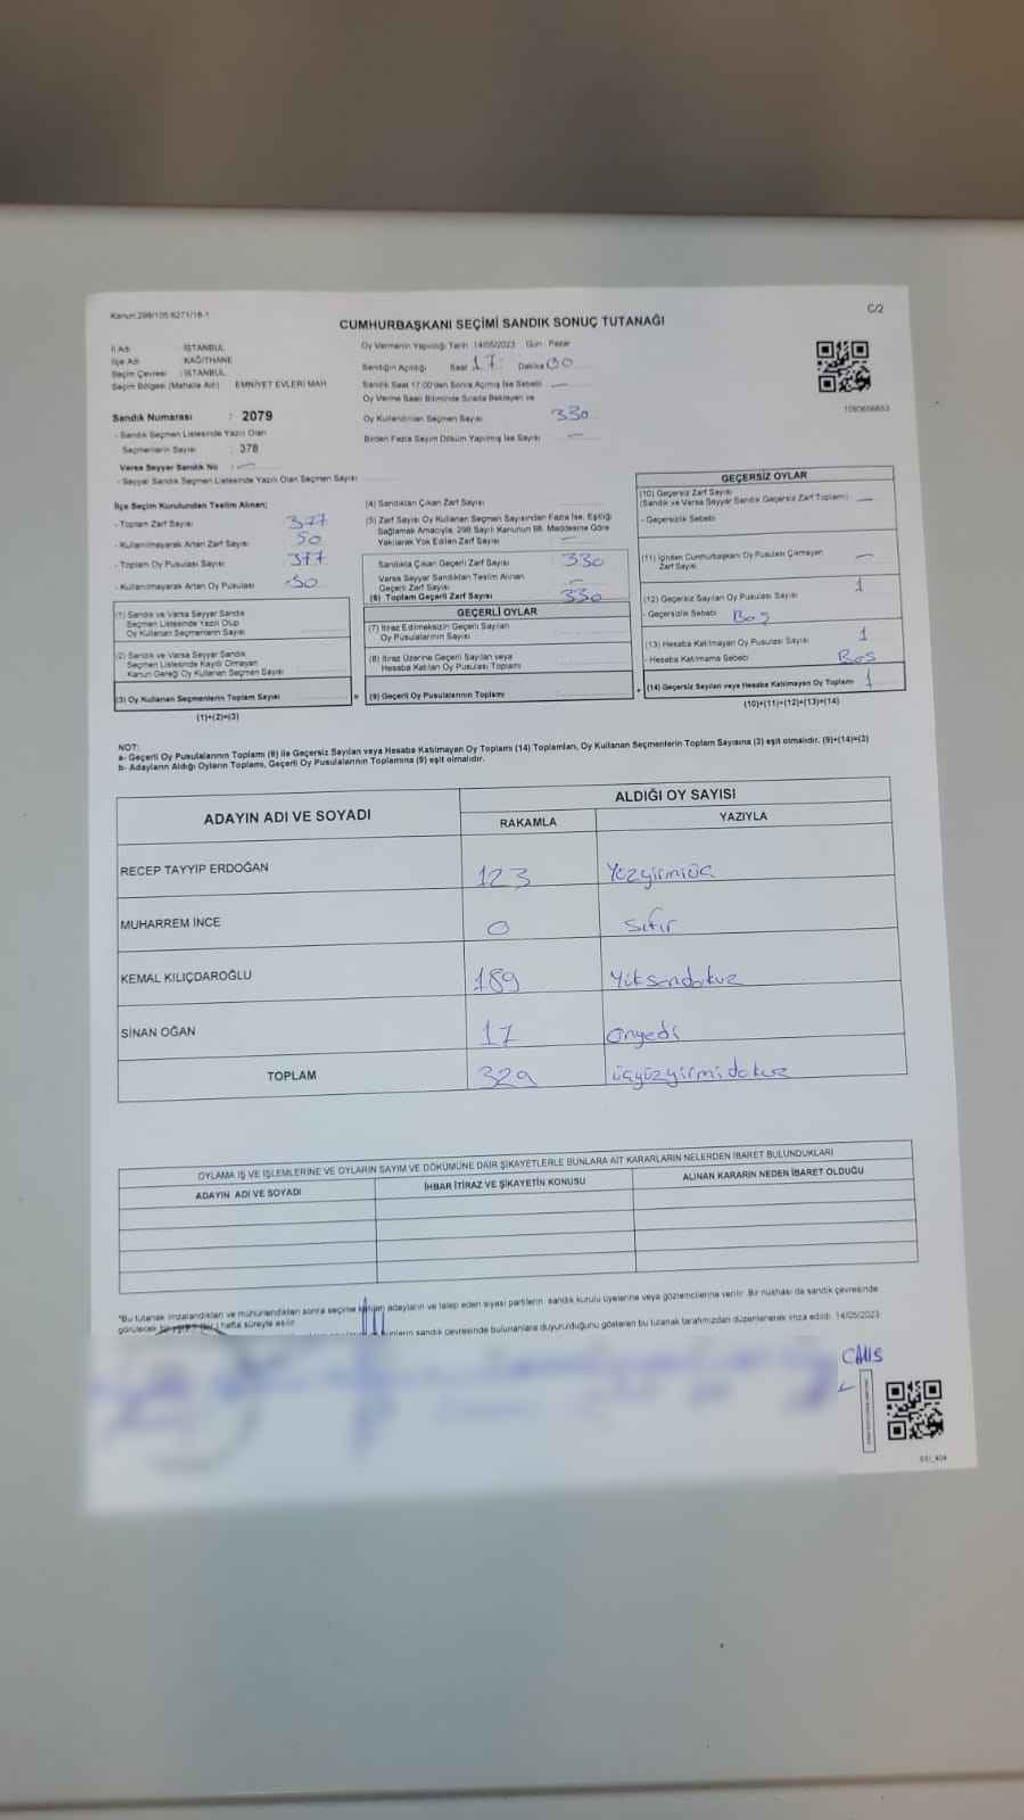 Kanun:298/105 6271/18-1
C/2
CUMHURBAŞKANI SEÇİMİ SANDIK SONUÇ TUTANAĞI
İl Adı : İSTANBUL
İlçe Adı : KAĞITHANE
Seçim Çevresi : İSTANBUL
Seçim Bölgesi (Mahalle Adı) : EMNİYET EVLERİ MAH
Sandık Numarası : 2079
- Sandık Seçmen Listesinde Yazılı Olan
Seçmenlerin Sayısı : 378
Varsa Seyyar Sandık No :
- Seyyar Sandık Seçmen Listesinde Yazılı Olan Seçmen Sayısı
Oy Vermenin Yapıldığı Tarih: 14/05/2023 Gün : Pazar
Sandığın Açıldığı Saat 17 Dakika 00
Sandık Saat 17:00'den Sonra Açılmış İse Sebebi
Oy Verme Saati Bitiminde Sırada Bekleyen ve
Oy Kullandırılan Seçmen Sayısı 330
Birden Fazla Sayım Döküm Yapılmış İse Sayısı
İlçe Seçim Kurulundan Teslim Alınan;
- Toplam Zarf Sayısı 377
- Kullanılmayarak Artan Zarf Sayısı 50
- Toplam Oy Pusulası Sayısı 377
- Kullanılmayarak Artan Oy Pusulası 50
(1) Sandık ve Varsa Seyyar Sandık
Seçmen Listesinde Yazılı Olup
Oy Kullanan Seçmenlerin Sayısı
(2) Sandık ve Varsa Seyyar Sandık
Seçmen Listesinde Kayıtlı Olmayan
Kanun Gereği Oy Kullanan Seçmen Sayısı
(3) Oy Kullanan Seçmenlerin Toplam Sayısı
(1)+(2)=(3)
(4) Sandıktan Çıkan Zarf Sayısı
(5) Zarf Sayısı Oy Kullanan Seçmen Sayısından Fazla İse, Eşitliği
Sağlamak Amacıyla, 298 Sayılı Kanunun 98. Maddesine Göre
Yakılarak Yok Edilen Zarf Sayısı
Sandıkta Çıkan Geçerli Zarf Sayısı 330
Varsa Seyyar Sandıktan Teslim Alınan
Geçerli Zarf Sayısı
(6) Toplam Geçerli Zarf Sayısı 330
GEÇERLİ OYLAR
(7) İtiraz Edilmeksizin Geçerli Sayılan
Oy Pusulalarının Sayısı
(8) İtiraz Üzerine Geçerli Sayılan veya
Hesaba Katılan Oy Pusulası Toplamı
(9) Geçerli Oy Pusulalarının Toplamı
GEÇERSİZ OYLAR
(10) Geçersiz Zarf Sayısı
(Sandık ve Varsa Seyyar Sandık Geçersiz Zarf Toplamı)
- Geçersizlik Sebebi
(11) İçinden Cumhurbaşkanı Oy Pusulası Çıkmayan
Zarf Sayısı
(12) Geçersiz Sayılan Oy Pusulası Sayısı 1
- Geçersizlik Sebebi Boş
(13) Hesaba Katılmayan Oy Pusulası Sayısı 1
- Hesaba Katılmama Sebebi Boş
(14) Geçersiz Sayılan veya Hesaba Katılmayan Oy Toplamı 1
(10)+(11)+(12)+(13)=(14)
NOT:
a- Geçerli Oy Pusulalarının Toplamı (9) ile Geçersiz Sayılan veya Hesaba Katılmayan Oy Toplamı (14) Toplamları, Oy Kullanan Seçmenlerin Toplam Sayısına (3) eşit olmalıdır. (9)+(14)=(3)
b- Adayların Aldığı Oyların Toplamı, Geçerli Oy Pusulalarının Toplamına (9) eşit olmalıdır.
ADAYIN ADI VE SOYADI
ALDIĞI OY SAYISI
RAKAMLA YAZIYLA
RECEP TAYYİP ERDOĞAN 123 Yüzyirmiüç
MUHARREM İNCE 0 Sıfır
KEMAL KILIÇDAROĞLU 189 Yüksendokuz
SİNAN OĞAN 17 Onyedi
TOPLAM 329 üçyüzyirmidokuz
OYLAMA İŞ VE İŞLEMLERİNE VE OYLARIN SAYIM VE DÖKÜMÜNE DAİR ŞİKAYETLERLE BUNLARA AİT KARARLARIN NELERDEN İBARET BULUNDUKLARI
ADAYIN ADI VE SOYADI İHBAR İTİRAZ VE ŞİKAYETİN KONUSU ALINAN KARARIN NEDEN İBARET OLDUĞU
*Bu tutanak imzalandıktan ve mühürlendikten sonra seçime katılan adayların ve talep eden siyasi partilerin sandık kurulu üyelerine veya gözlemcilerine verilir. Bir nüshası da sandık çevresinde
görülecek bir hafta süreyle asılır
sandık çevresinde bulunanlara duyurulduğunu gösteren bu tutanak tarafımızdan düzenlenerek imza edildi. 14/05/2023